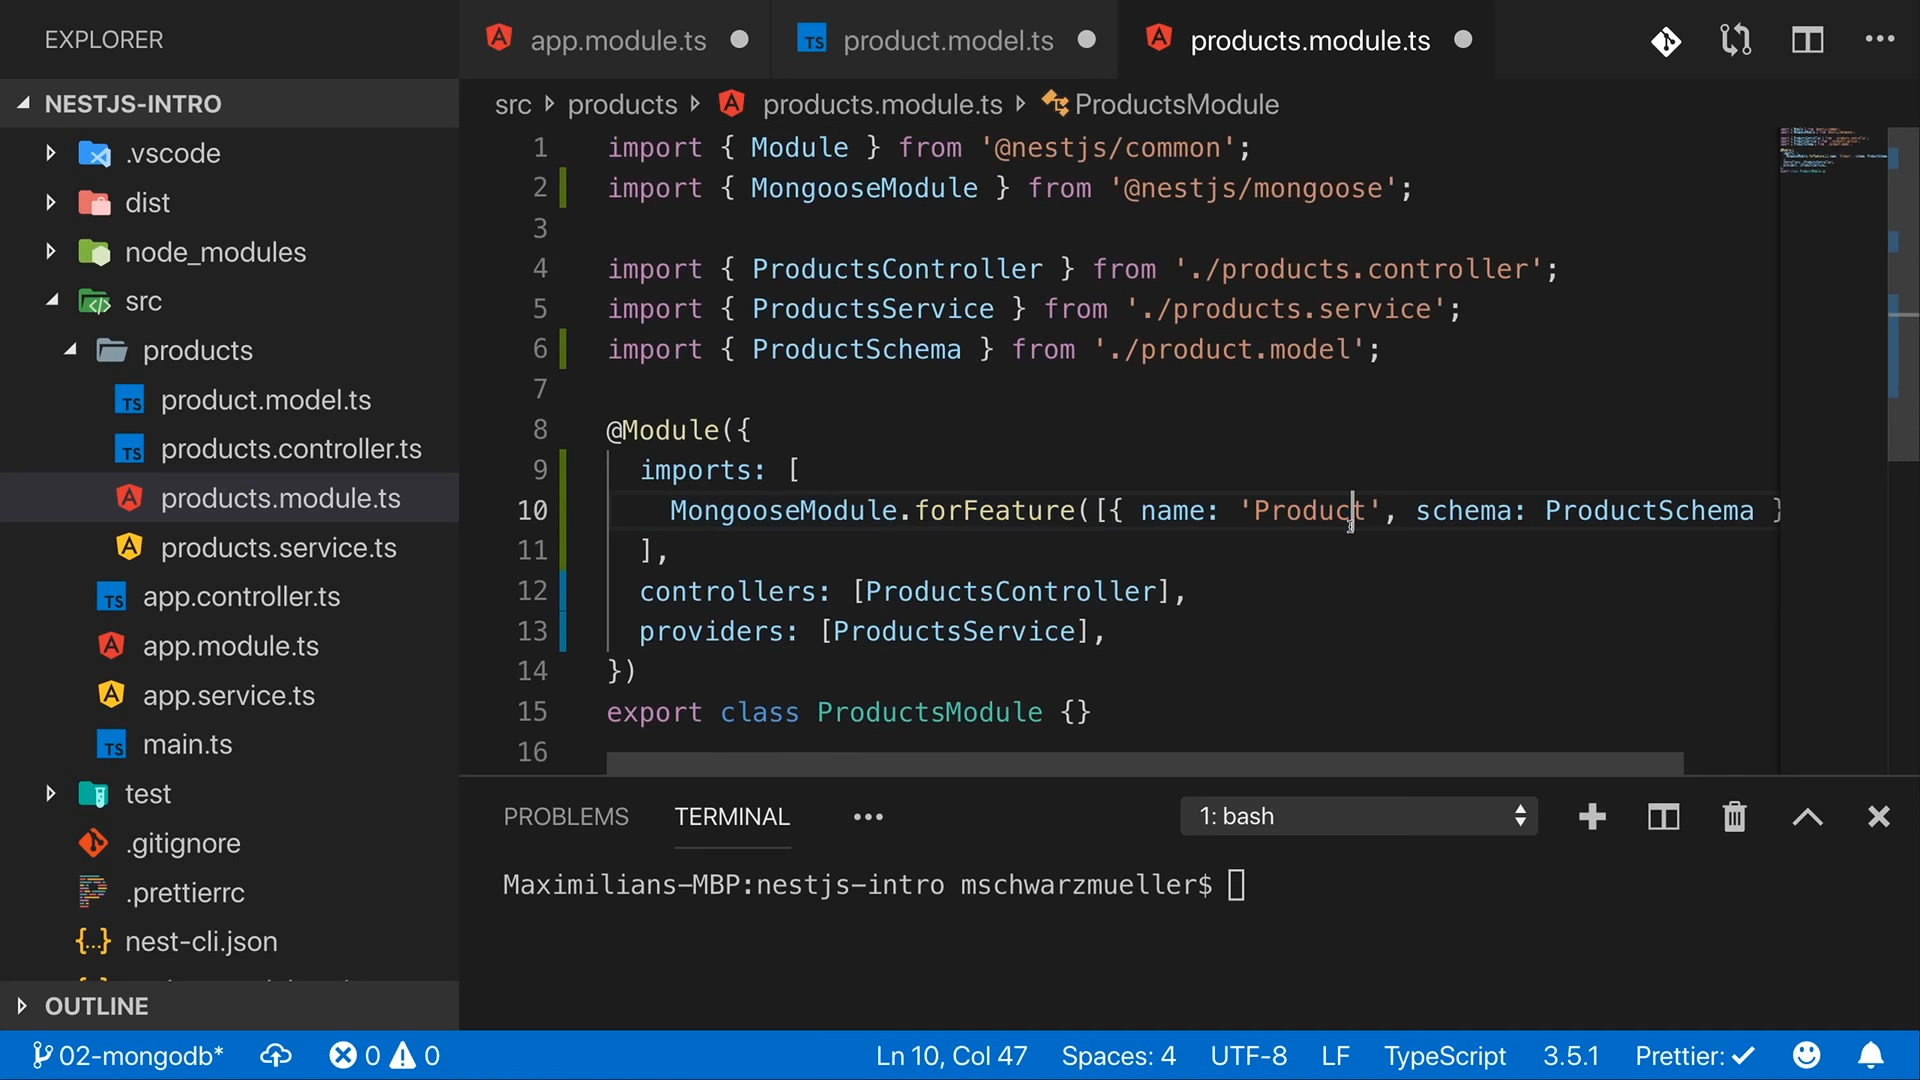 EXPLORER
NESTJS-INTRO
.vscode
dist
node_modules
src
products
product.model.ts
products.controller.ts
products.module.ts
products.service.ts
app.controller.ts
app.module.ts
app.service.ts
main.ts
test
.gitignore
.prettierrc
nest-cli.json
OUTLINE
app.module.ts
product.model.ts
products.module.ts
src products products.module.ts ProductsModule
1 import { Module } from '@nestjs/common';
2 import { MongooseModule } from '@nestjs/mongoose';
3
4 import { ProductsController } from './products.controller';
5 import { ProductsService } from './products.service';
6 import { ProductSchema } from './product.model';
7
8 @Module({
9 imports: [
10 MongooseModule.forFeature([{ name: 'Product', schema: ProductSchema }
11 ],
12 controllers: [ProductsController],
13 providers: [ProductsService],
14 })
15 export class ProductsModule {}
16
PROBLEMS TERMINAL 1: bash
Maximilians-MBP:nestjs-intro mschwarzmueller$
02-mongodb* 0 0 Ln 10, Col 47 Spaces: 4 UTF-8 LF TypeScript 3.5.1 Prettier: ✓